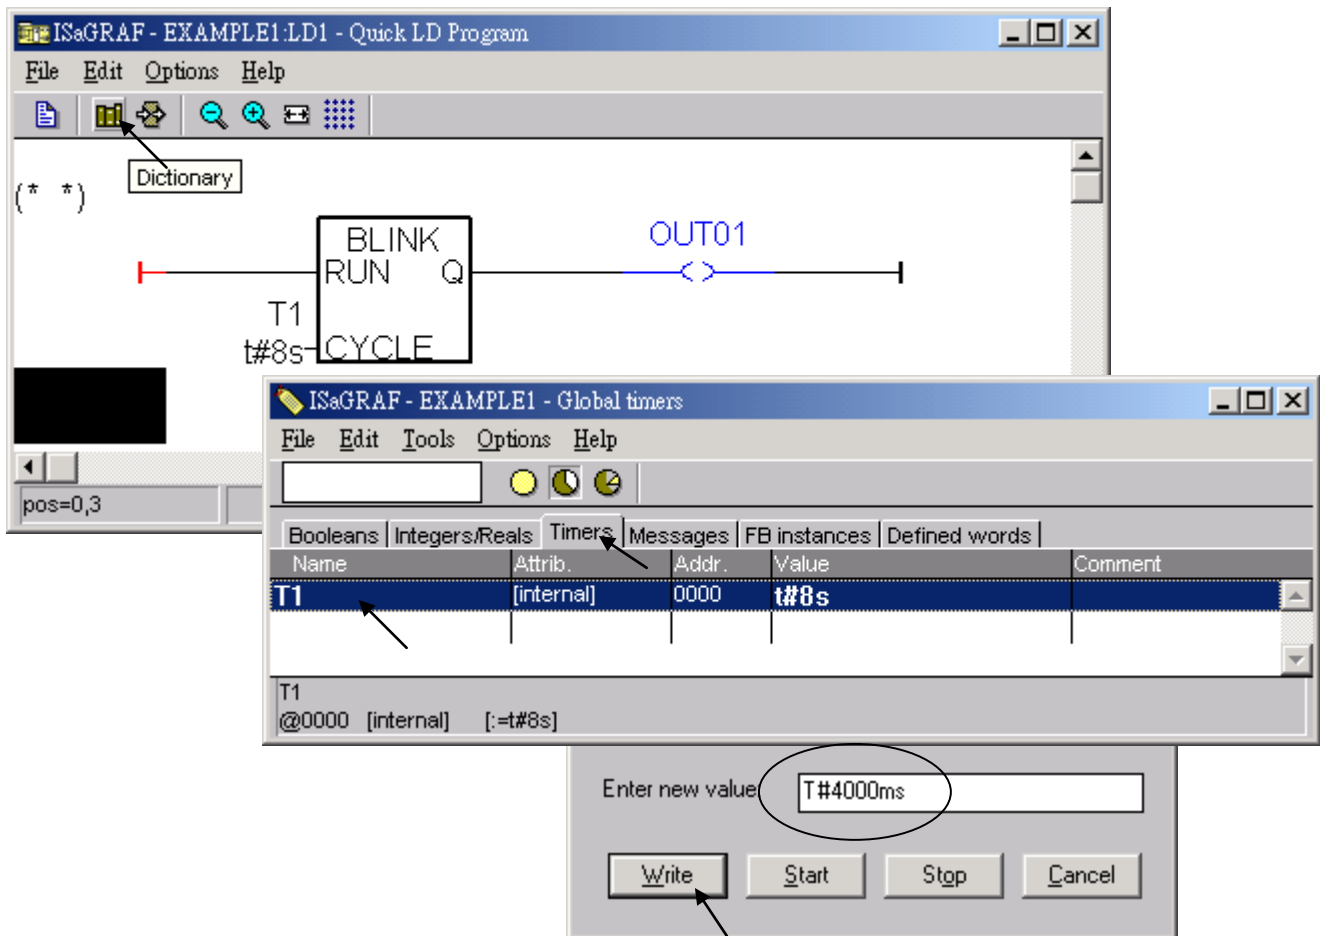 ISaGRAF - EXAMPLE1:LD1 - Quick LD Program
File Edit Options Help
Dictionary
(* *)
BLINK
RUN Q
OUT01
T1
t#8s
CYCLE
pos=0,3
ISaGRAF - EXAMPLE1 - Global timers
File Edit Tools Options Help
Booleans Integers/Reals Timers Messages FB instances Defined words
Name Attrib. Addr. Value Comment
T1 [internal] 0000 t#8s
T1
@0000 [internal] [:=t#8s]
Enter new value T#4000ms
Write Start Stop Cancel